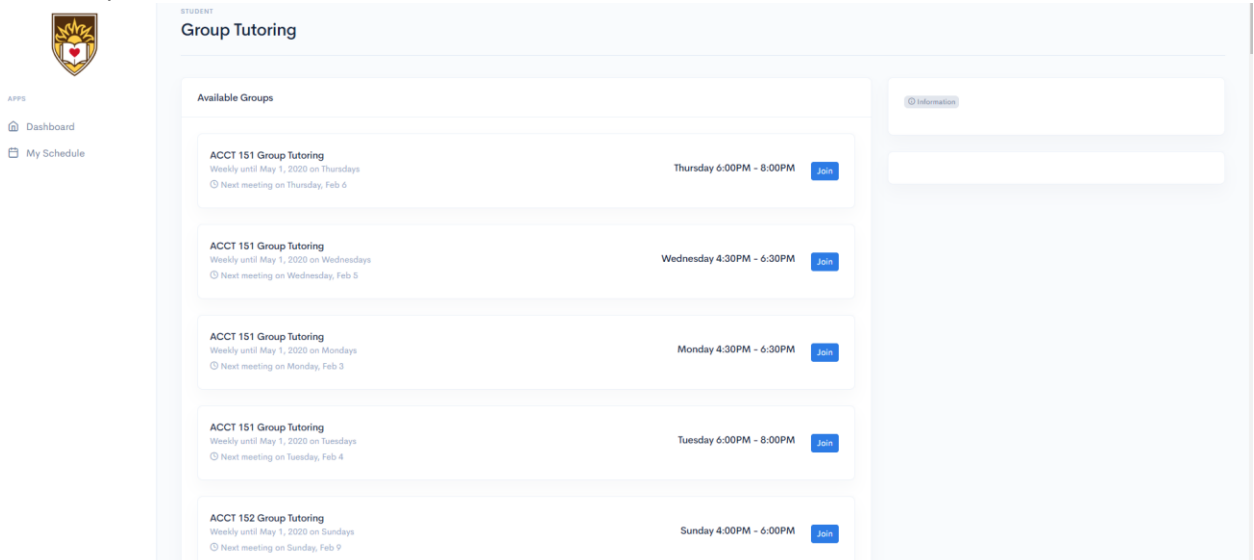 STUDENT
Group Tutoring
APPS
Dashboard
My Schedule
Available Groups
Information
ACCT 151 Group Tutoring
Weekly until May 1, 2020 on Thursdays
Next meeting on Thursday, Feb 6
Thursday 6:00PM - 8:00PM
Join
ACCT 151 Group Tutoring
Weekly until May 1, 2020 on Wednesdays
Next meeting on Wednesday, Feb 5
Wednesday 4:30PM - 6:30PM
Join
ACCT 151 Group Tutoring
Weekly until May 1, 2020 on Mondays
Next meeting on Monday, Feb 3
Monday 4:30PM - 6:30PM
Join
ACCT 151 Group Tutoring
Weekly until May 1, 2020 on Tuesdays
Next meeting on Tuesday, Feb 4
Tuesday 6:00PM - 8:00PM
Join
ACCT 152 Group Tutoring
Weekly until May 1, 2020 on Sundays
Next meeting on Sunday, Feb 9
Sunday 4:00PM - 6:00PM
Join